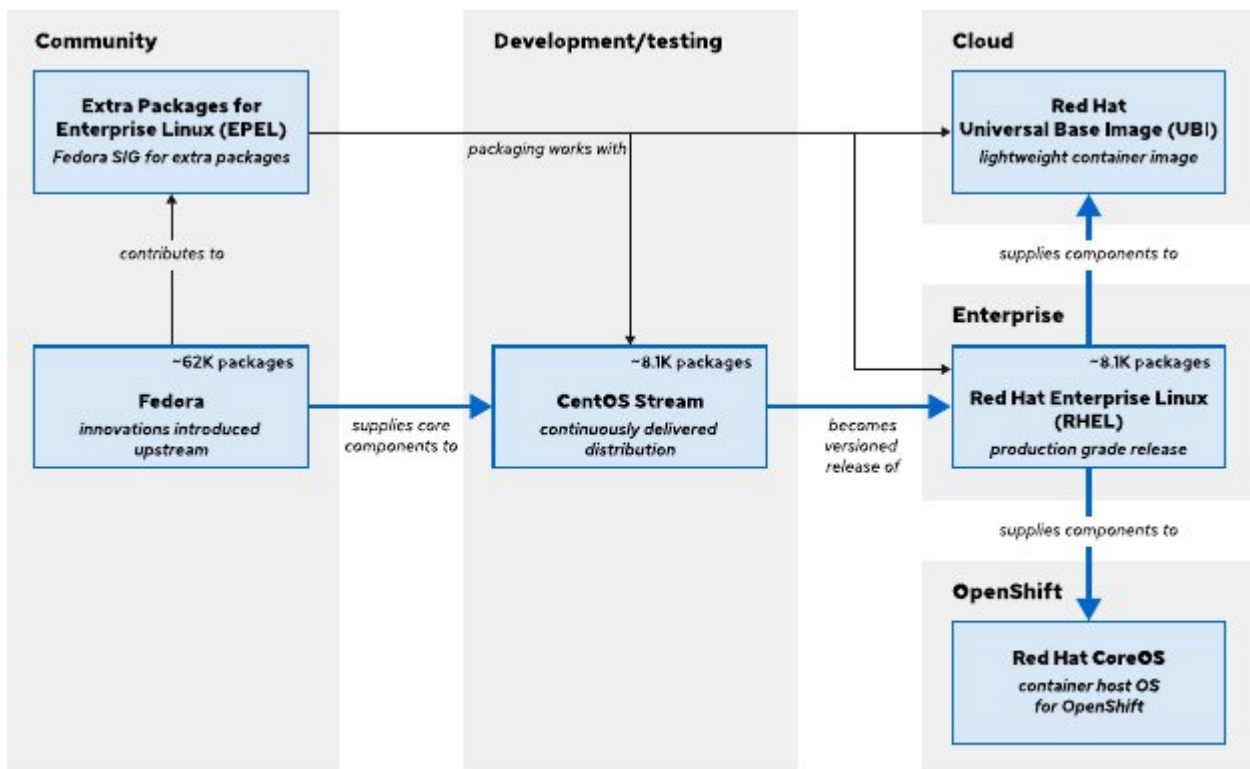 Community
Extra Packages for
Enterprise Linux (EPEL)
Fedora SIG for extra packages
contributes to
~62K packages
Fedora
innovations introduced
upstream
supplies core
components to
Development/testing
packaging works with
~8.1K packages
CentOS Stream
continuously delivered
distribution
becomes
versioned
release of
Cloud
Red Hat
Universal Base Image (UBI)
lightweight container image
supplies components to
Enterprise
~8.1K packages
Red Hat Enterprise Linux
(RHEL)
production grade release
supplies components to
OpenShift
Red Hat CoreOS
container host OS
for OpenShift